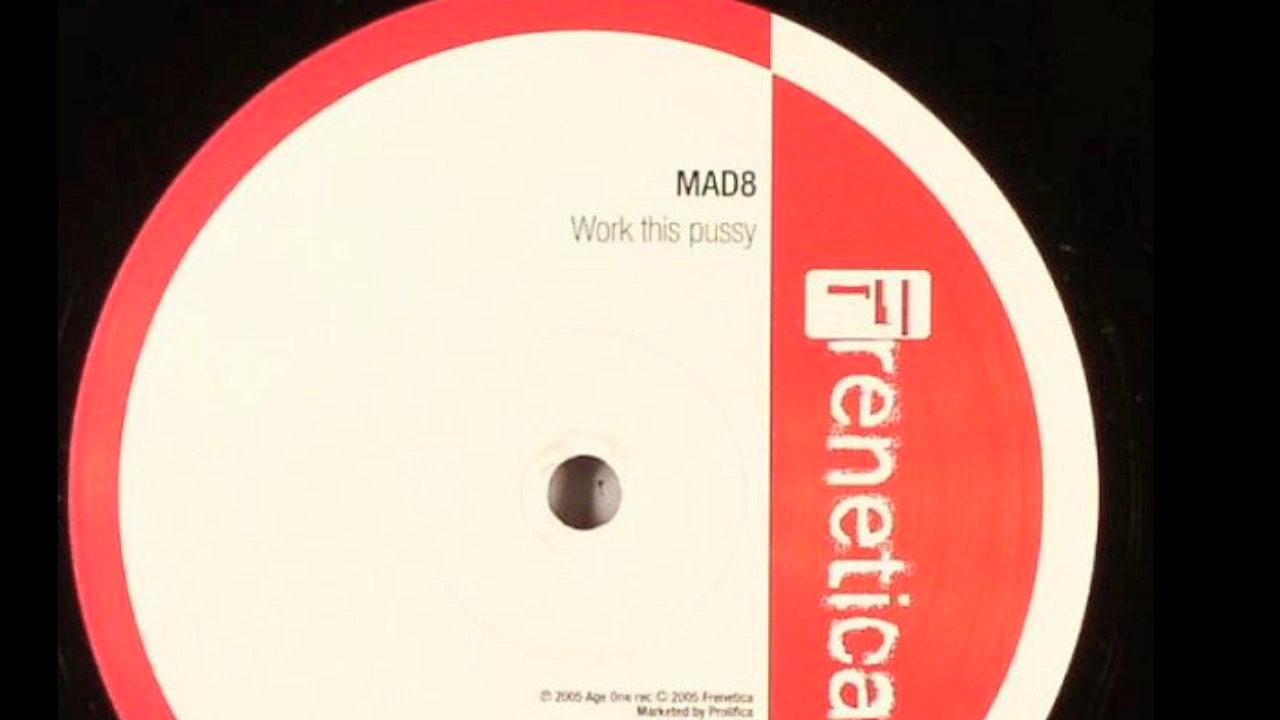 MAD8
Work this pussy
Frenetica
℗ 2005 Age One rec © 2005 Frenetica
Marketed by Prolifica